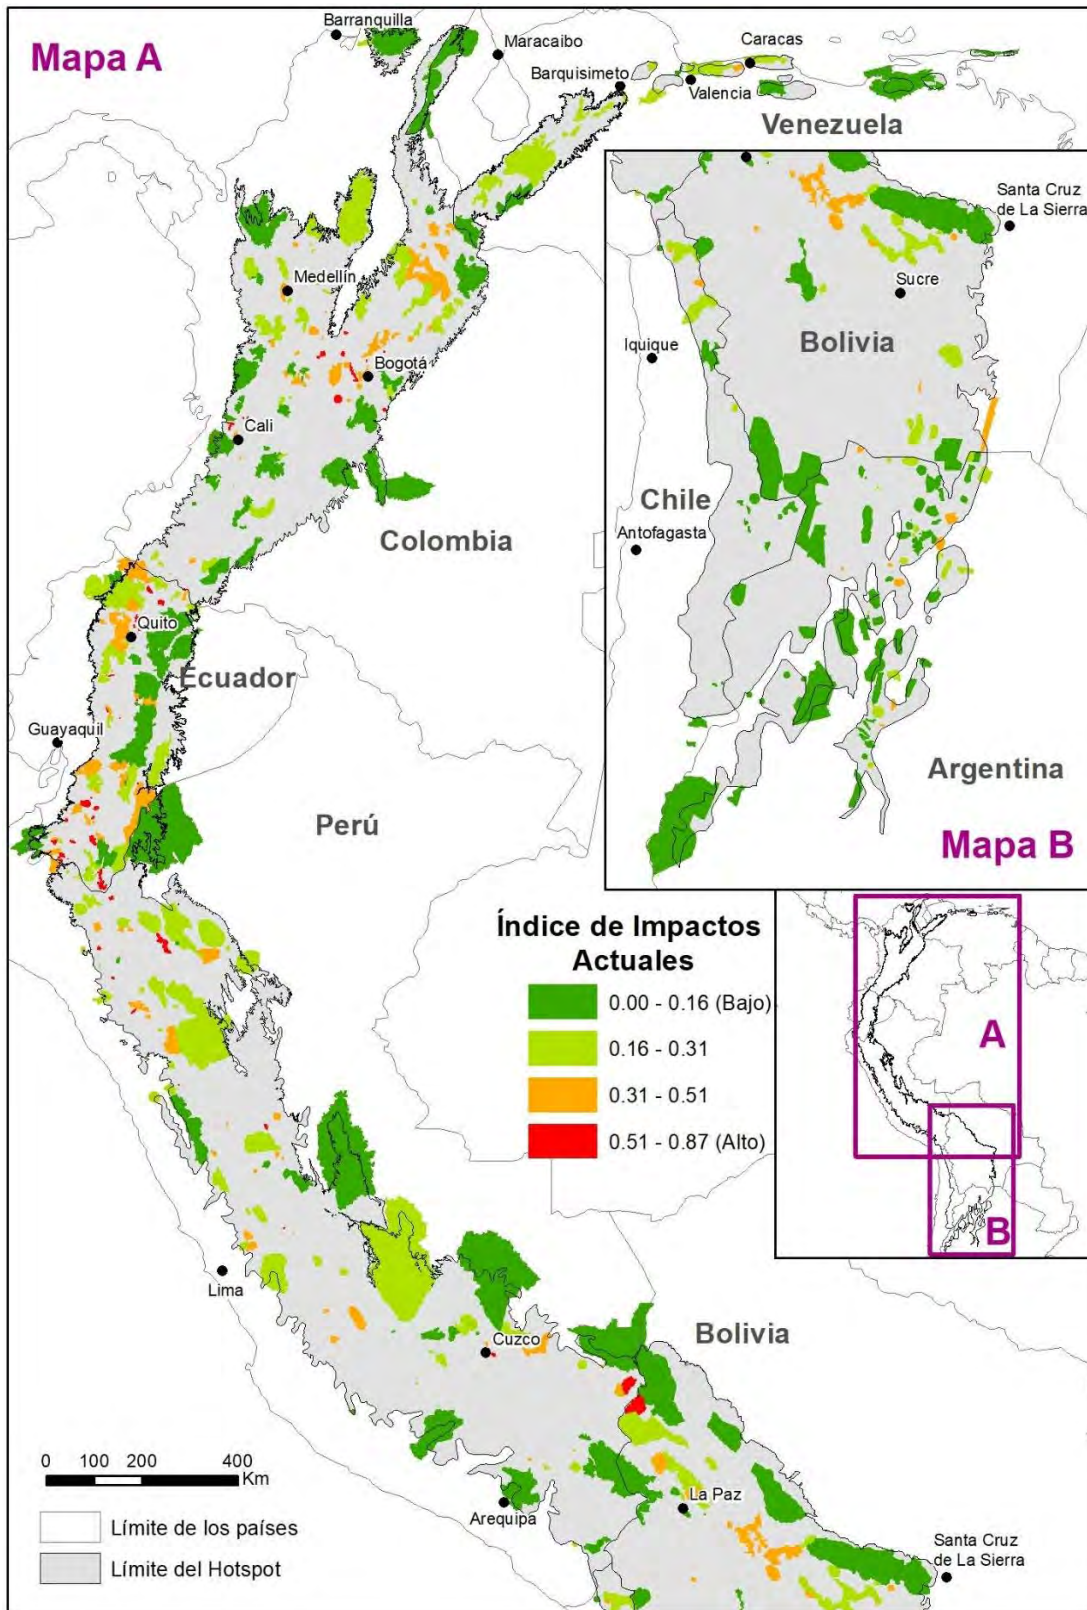 Mapa A
Barranquilla
Maracaibo
Caracas
Barquisimeto
Valencia
Venezuela
Medellín
Bogotá
Cali
Colombia
Quito
Ecuador
Guayaquil
Perú
Santa Cruz
de La Sierra
Sucre
Iquique
Bolivia
Chile
Antofagasta
Argentina
Mapa B
Índice de Impactos
Actuales
0.00 - 0.16 (Bajo)
0.16 - 0.31
0.31 - 0.51
0.51 - 0.87 (Alto)
A
B
Lima
Cuzco
Bolivia
Arequipa
La Paz
Santa Cruz
de La Sierra
0 100 200 400
Km
Límite de los países
Límite del Hotspot